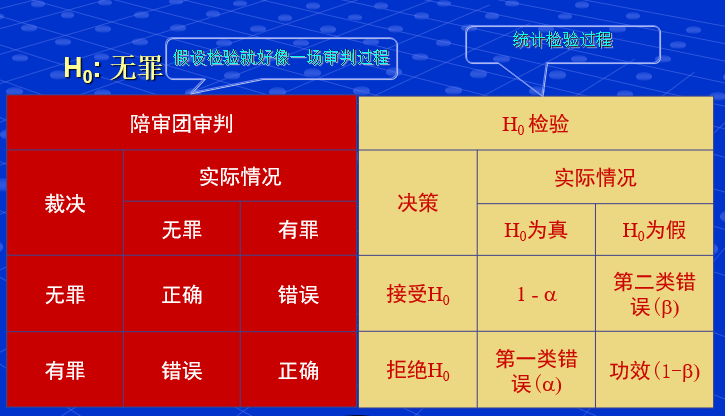 统计检验过程
假设检验就好像一场审判过程
H₀: 无罪
陪审团审判
H₀ 检验
裁决
实际情况
决策
实际情况
无罪
有罪
H₀为真
H₀为假
无罪
正确
错误
接受H₀
1 - α
第二类错
误(β)
有罪
错误
正确
拒绝H₀
第一类错
误(α)
功效(1-β)